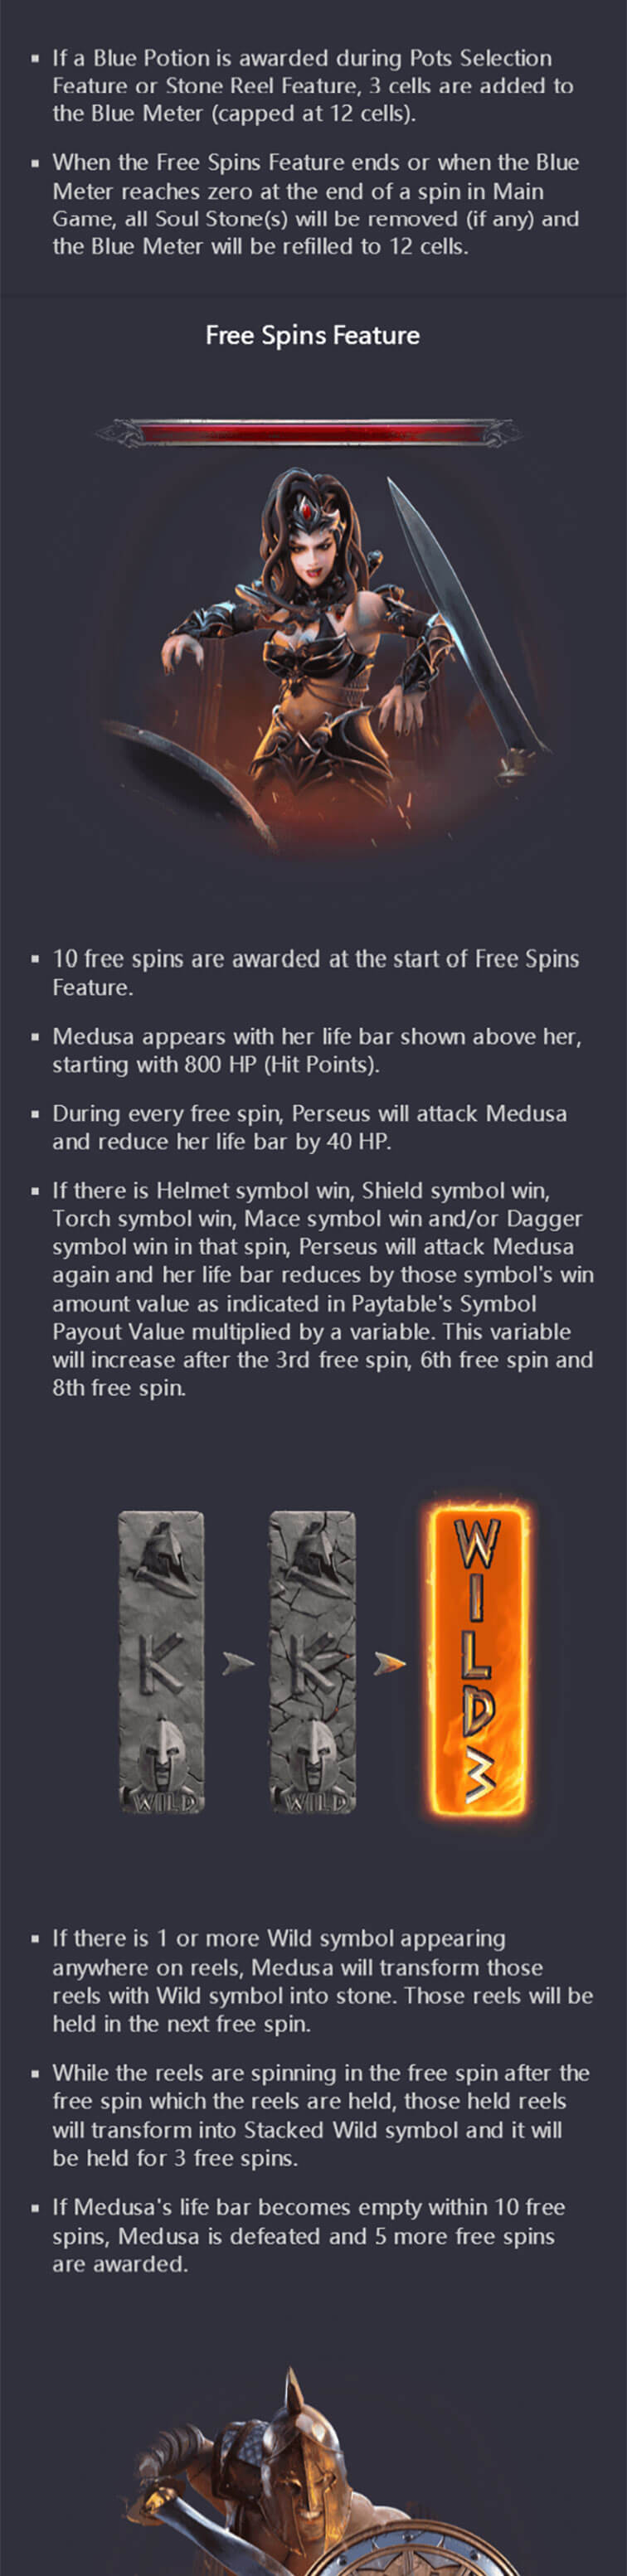 ▪ If a Blue Potion is awarded during Pots Selection
Feature or Stone Reel Feature, 3 cells are added to
the Blue Meter (capped at 12 cells).
▪ When the Free Spins Feature ends or when the Blue
Meter reaches zero at the end of a spin in Main
Game, all Soul Stone(s) will be removed (if any) and
the Blue Meter will be refilled to 12 cells.
Free Spins Feature
▪ 10 free spins are awarded at the start of Free Spins
Feature.
▪ Medusa appears with her life bar shown above her,
starting with 800 HP (Hit Points).
▪ During every free spin, Perseus will attack Medusa
and reduce her life bar by 40 HP.
▪ If there is Helmet symbol win, Shield symbol win,
Torch symbol win, Mace symbol win and/or Dagger
symbol win in that spin, Perseus will attack Medusa
again and her life bar reduces by those symbol's win
amount value as indicated in Paytable's Symbol
Payout Value multiplied by a variable. This variable
will increase after the 3rd free spin, 6th free spin and
8th free spin.
K
WILD
K
WILD
WILD3
▪ If there is 1 or more Wild symbol appearing
anywhere on reels, Medusa will transform those
reels with Wild symbol into stone. Those reels will be
held in the next free spin.
▪ While the reels are spinning in the free spin after the
free spin which the reels are held, those held reels
will transform into Stacked Wild symbol and it will
be held for 3 free spins.
▪ If Medusa's life bar becomes empty within 10 free
spins, Medusa is defeated and 5 more free spins
are awarded.